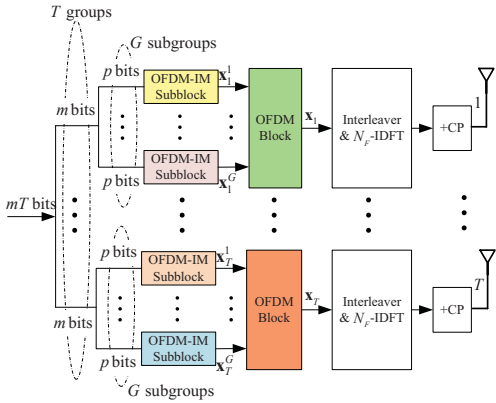 T groups
G subgroups
p bits
OFDM-IM
Subblock
x_1^1
m bits
p bits
OFDM-IM
Subblock
x_1^G
OFDM
Block
x_1
Interleaver
& N_F-IDFT
+CP
1
mT bits
p bits
OFDM-IM
Subblock
x_T^1
m bits
p bits
OFDM-IM
Subblock
x_T^G
OFDM
Block
x_T
Interleaver
& N_F-IDFT
+CP
T
G subgroups